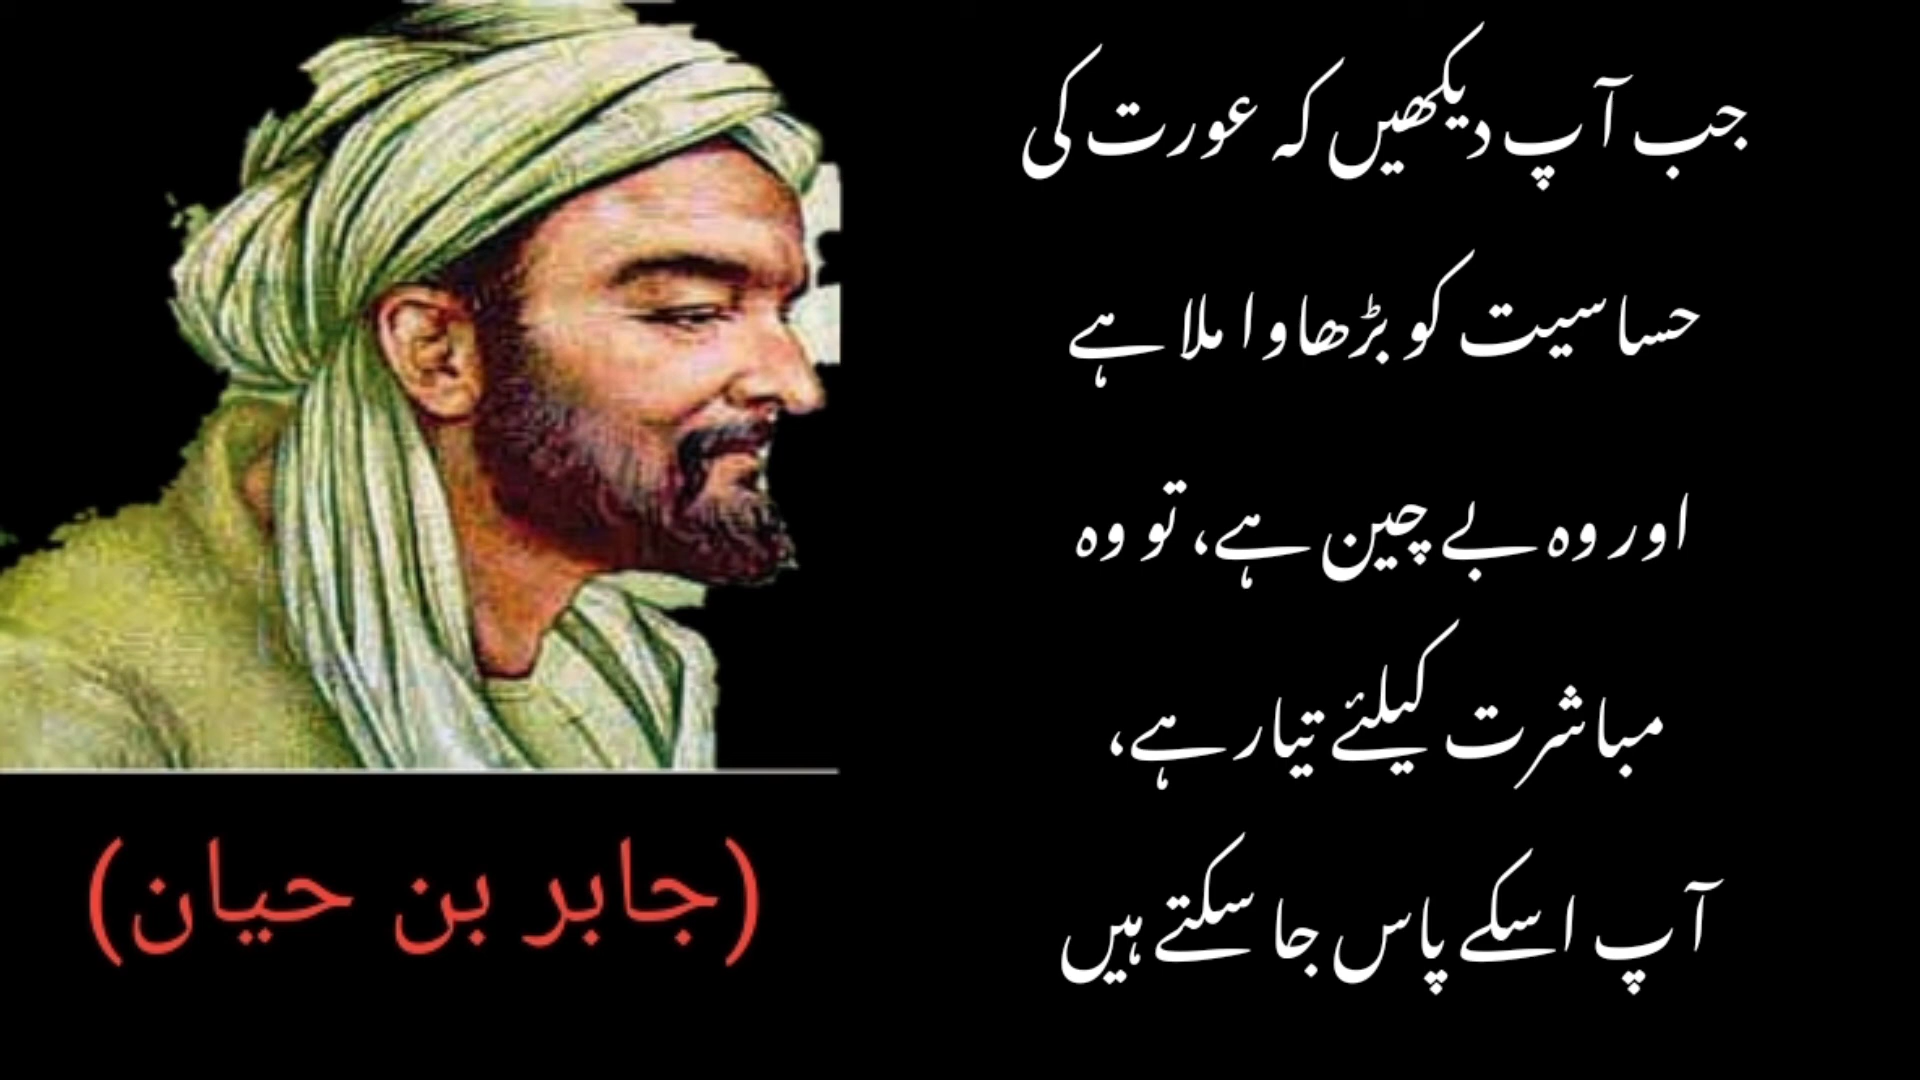 جب آپ دیکھیں کہ عورت کی
حساسیت کو بڑھاوا ملا ہے
اور وہ بے چین ہے، تو وہ
مباشرت کیلئے تیار ہے،
آپ اسکے پاس جا سکتے ہیں
(جابر بن حیان)